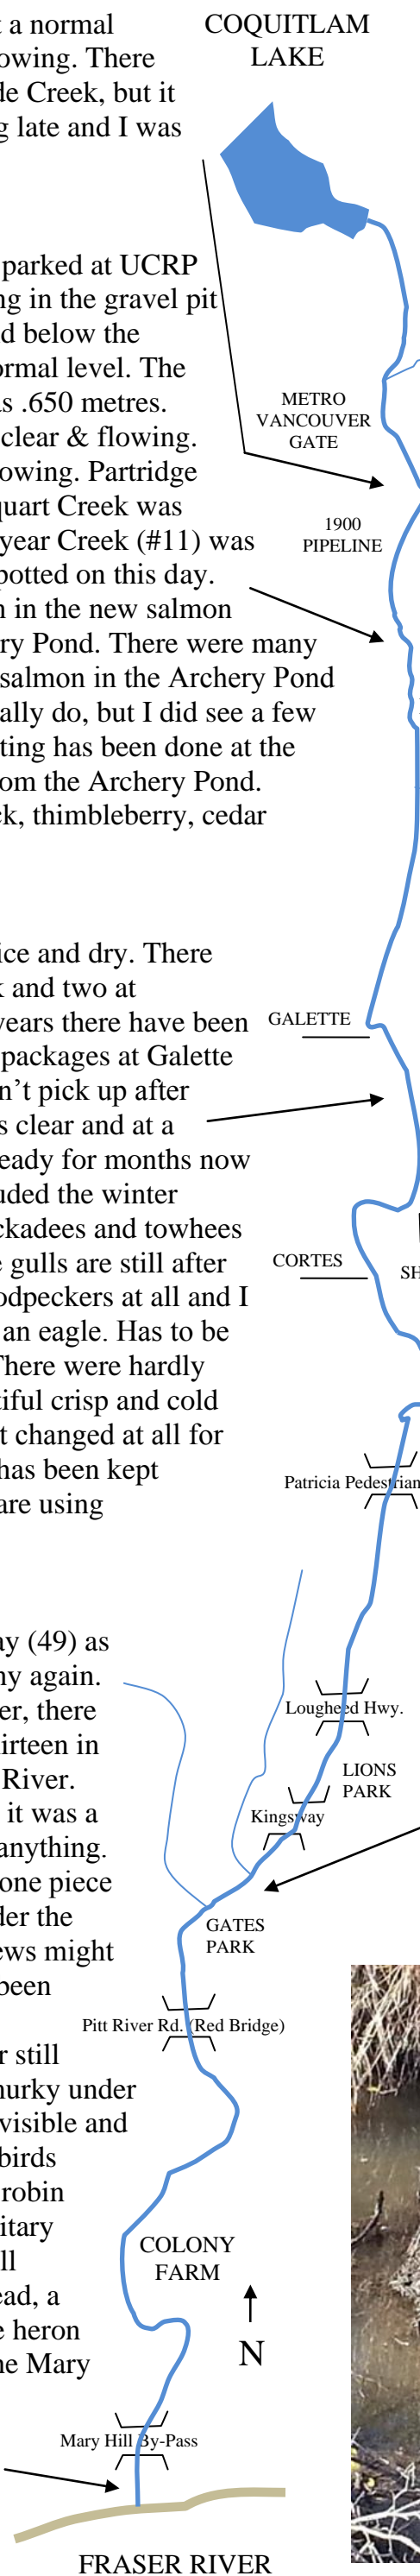 COQUITLAM
LAKE
t a normal
owing. There
de Creek, but it
g late and I was
parked at UCRP
ng in the gravel pit
d below the
ormal level. The
as .650 metres.
clear & flowing.
owing. Partridge
quart Creek was
year Creek (#11) was
potted on this day.
n in the new salmon
ery Pond. There were many
salmon in the Archery Pond
ally do, but I did see a few
ting has been done at the
om the Archery Pond.
ck, thimbleberry, cedar
METRO
VANCOUVER
GATE
1900
PIPELINE
ice and dry. There
k and two at
years there have been
packages at Galette
n’t pick up after
s clear and at a
ready for months now
uded the winter
ckadees and towhees
e gulls are still after
odpeckers at all and I
an eagle. Has to be
There were hardly
tiful crisp and cold
t changed at all for
has been kept
are using
GALETTE
CORTES
SH
Patricia Pedestrian
ay (49) as
ny again.
er, there
irteen in
River.
it was a
anything.
one piece
der the
ews might
been
Lougheed Hwy.
LIONS
PARK
Kingsway
GATES
PARK
Pitt River Rd. (Red Bridge)
r still
murky under
visible and
birds
robin
itary
ll
ead, a
e heron
he Mary
COLONY
FARM
N
Mary Hill By-Pass
FRASER RIVER